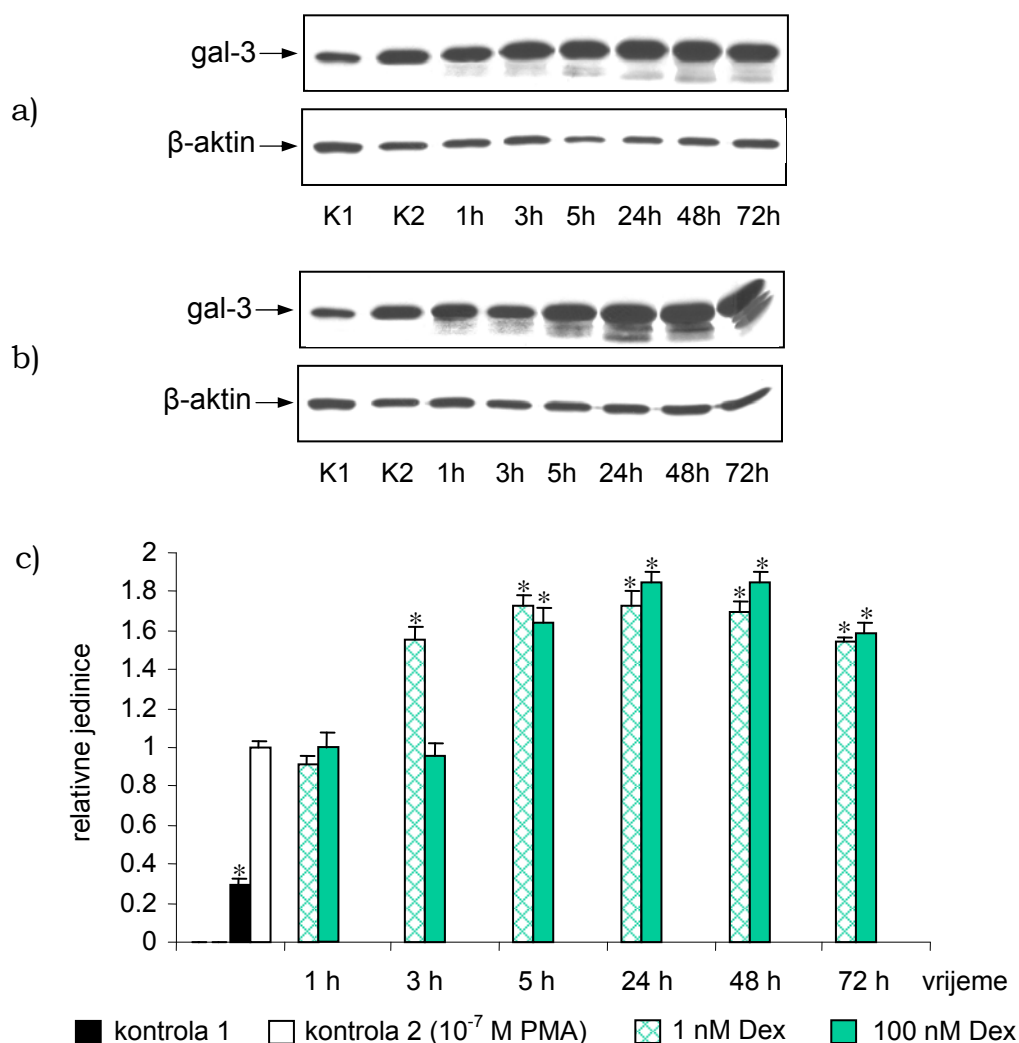 a)
gal-3
β-aktin
K1 K2 1h 3h 5h 24h 48h 72h
b)
gal-3
β-aktin
K1 K2 1h 3h 5h 24h 48h 72h
c)
relativne jedinice
2
1.8
1.6
1.4
1.2
1
0.8
0.6
0.4
0.2
0
* * * * * * * * * *
1 h 3 h 5 h 24 h 48 h 72 h vrijeme
kontrola 1 kontrola 2 (10⁻⁷ M PMA) 1 nM Dex 100 nM Dex